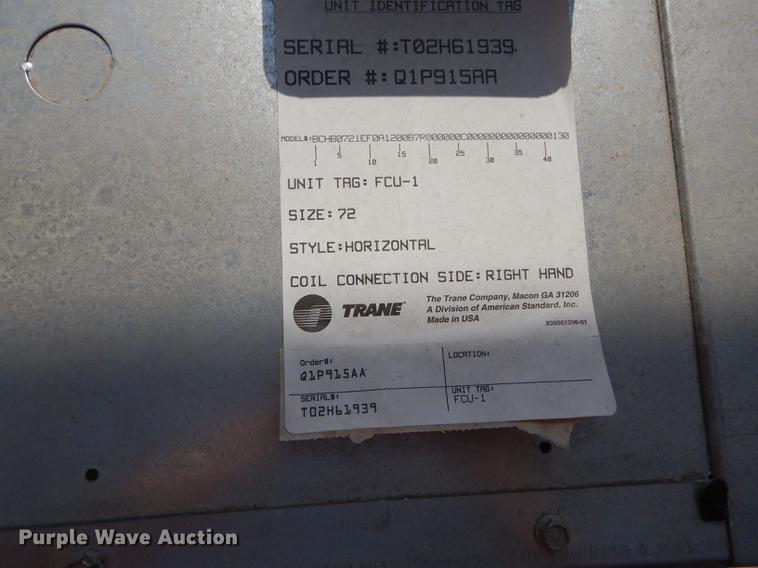 UNIT IDENTIFICATION TAG
SERIAL #:T02H61939.
ORDER #:Q1P915AA
MODEL#:BCHB0721EF0A1200B7R000000C00000000000000130
1 5 10 15 20 25 30 35 40
UNIT TAG: FCU-1
SIZE: 72
STYLE:HORIZONTAL
COIL CONNECTION SIDE: RIGHT HAND
TRANE
The Trane Company, Macon GA 31206
A Division of American Standard, Inc.
Made in USA
X39001296-01
Order#:
Q1P915AA
LOCATION:
SERIAL#:
T02H61939
UNIT TAG:
FCU-1
Purple Wave Auction